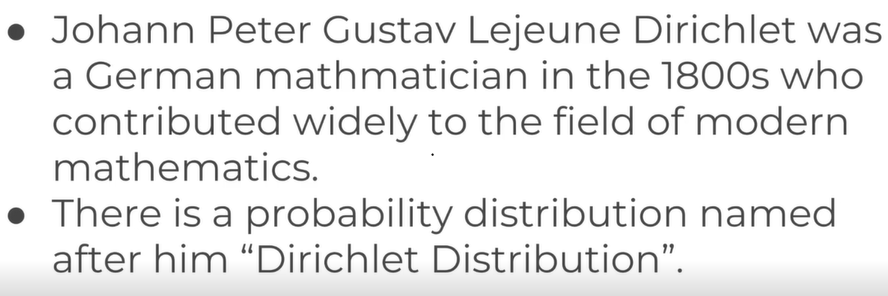 ● Johann Peter Gustav Lejeune Dirichlet was
a German mathmatician in the 1800s who
contributed widely to the field of modern
mathematics.
● There is a probability distribution named
after him “Dirichlet Distribution”.